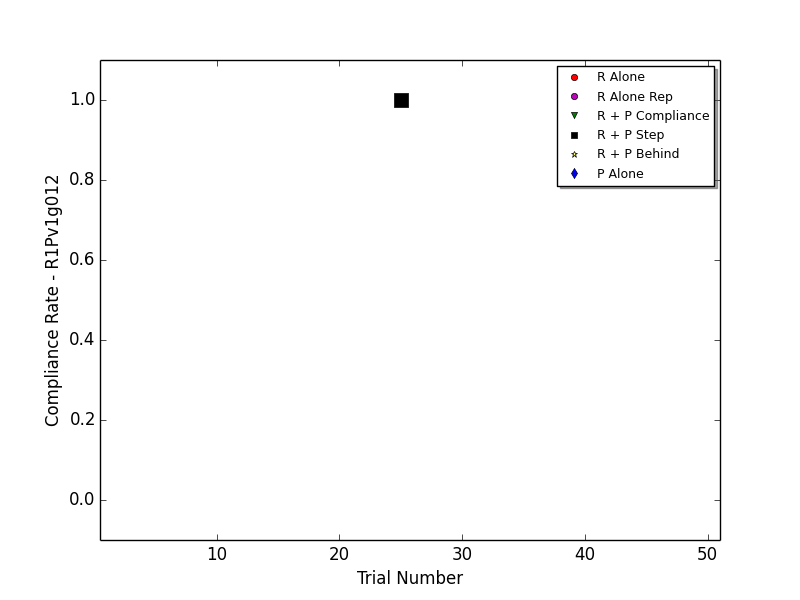 R Alone
R Alone Rep
R + P Compliance
R + P Step
R + P Behind
P Alone
Compliance Rate - R1Pv1g012
1.0
0.8
0.6
0.4
0.2
0.0
10 20 30 40 50
Trial Number